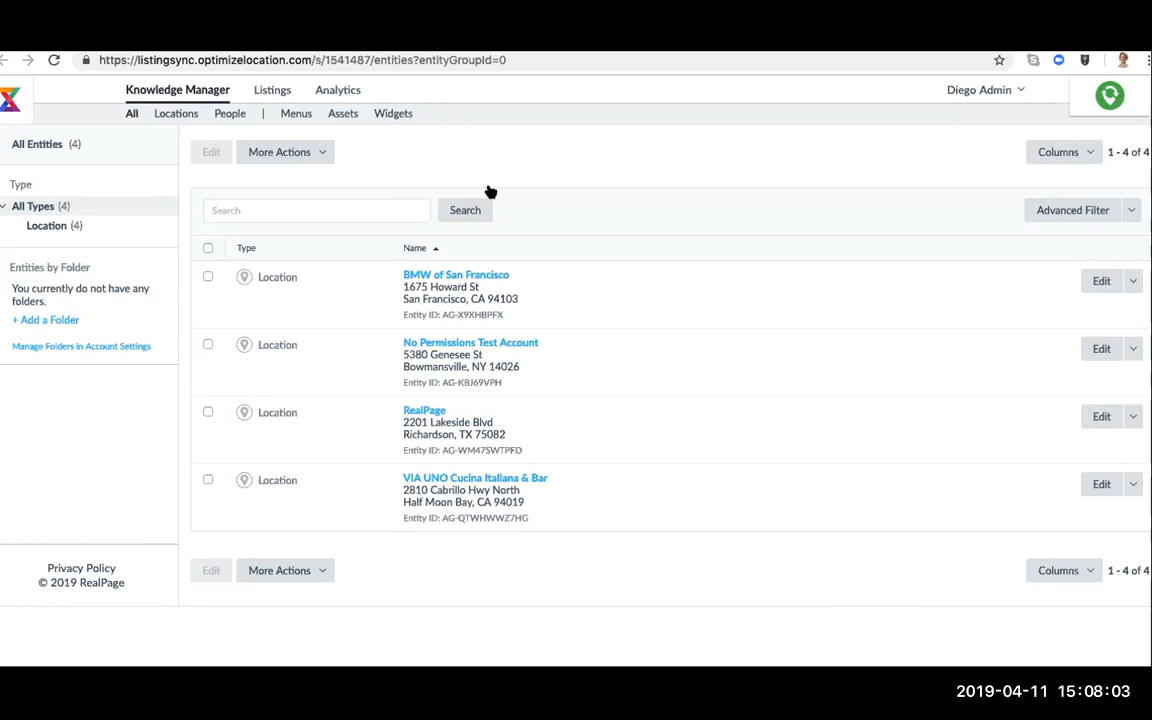 https://listingsync.optimizelocation.com/s/1541487/entities?entityGroupId=0
Knowledge Manager Listings Analytics Diego Admin
All Locations People | Menus Assets Widgets
All Entities (4)
Edit More Actions Columns 1 - 4 of 4
Type
All Types (4)
Location (4)
Search Search Advanced Filter
Type Name
Entities by Folder
You currently do not have any
folders.
+ Add a Folder
Manage Folders in Account Settings
Location BMW of San Francisco Edit
1675 Howard St
San Francisco, CA 94103
Entity ID: AG-X9XHBPFX
Location No Permissions Test Account Edit
5380 Genesee St
Bowmansville, NY 14026
Entity ID: AG-KBJ69VPH
Location RealPage Edit
2201 Lakeside Blvd
Richardson, TX 75082
Entity ID: AG-WM47SWTPFD
Location VIA UNO Cucina Italiana & Bar Edit
2810 Cabrillo Hwy North
Half Moon Bay, CA 94019
Entity ID: AG-QTWHWWZ7HG
Privacy Policy
© 2019 RealPage
Edit More Actions Columns 1 - 4 of 4
2019-04-11 15:08:03